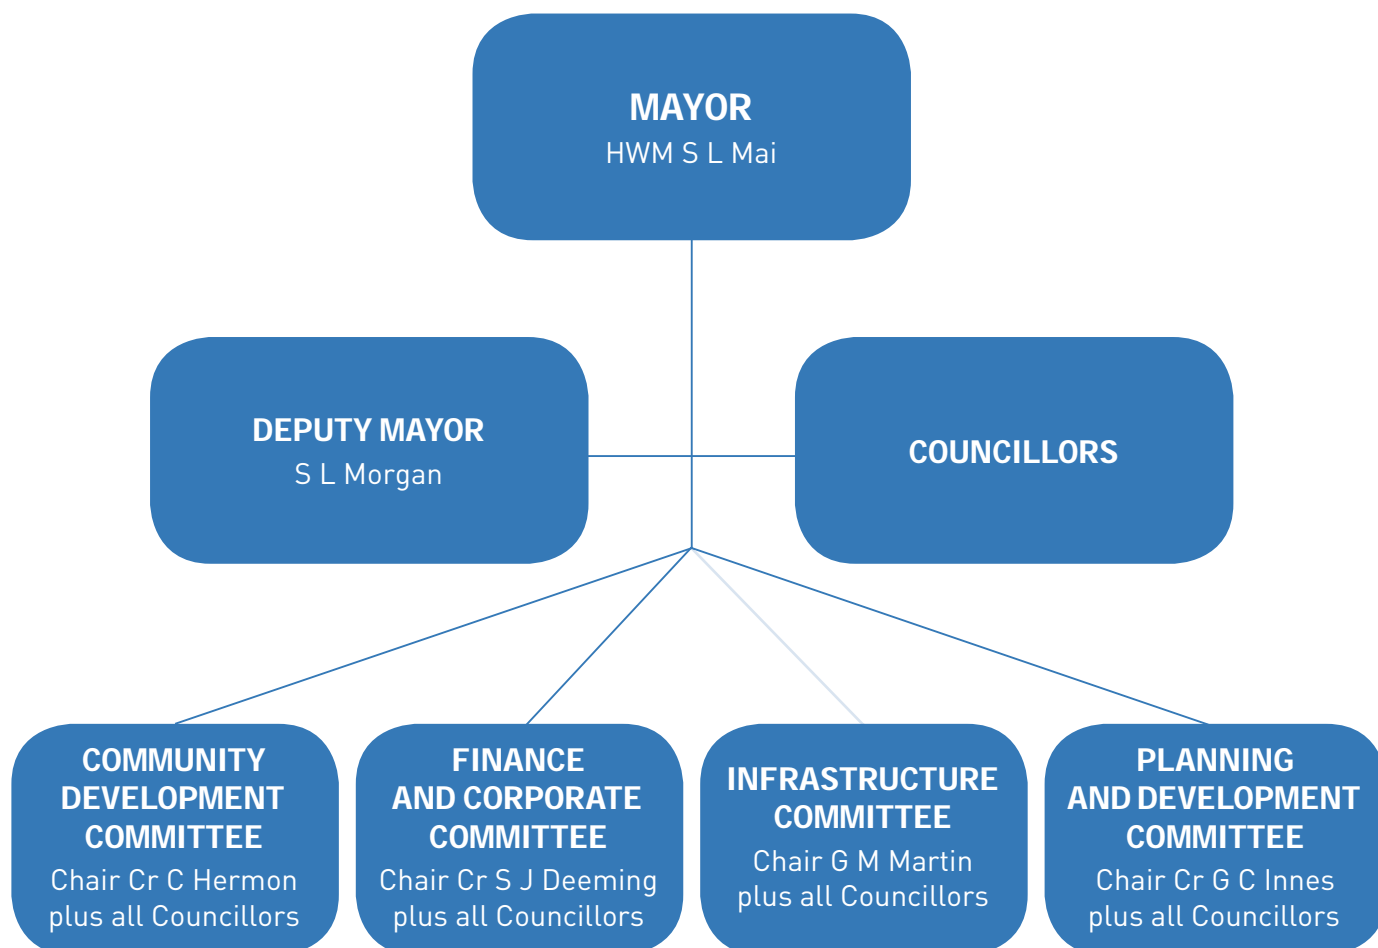 MAYOR
HWM S L Mai
DEPUTY MAYOR
S L Morgan
COUNCILLORS
COMMUNITY
DEVELOPMENT
COMMITTEE
Chair Cr C Hermon
plus all Councillors
FINANCE
AND CORPORATE
COMMITTEE
Chair Cr S J Deeming
plus all Councillors
INFRASTRUCTURE
COMMITTEE
Chair G M Martin
plus all Councillors
PLANNING
AND DEVELOPMENT
COMMITTEE
Chair Cr G C Innes
plus all Councillors